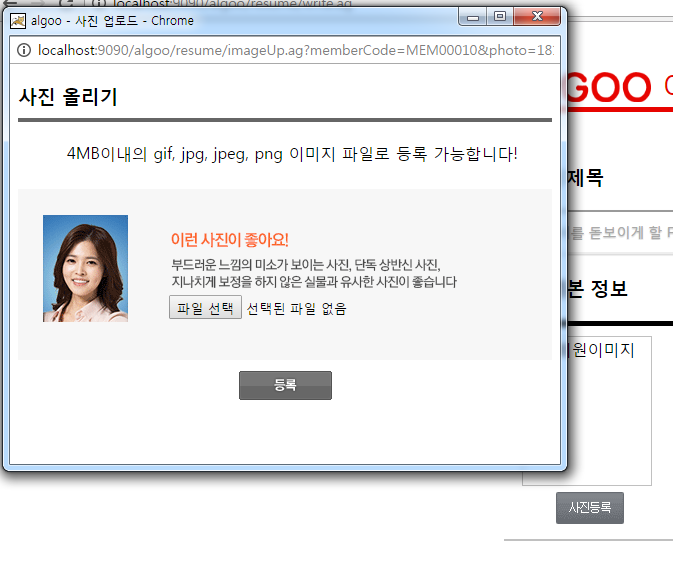 localhost:9090/algoo/resume/write.ag
algoo - 사진 업로드 - Chrome
localhost:9090/algoo/resume/imageUp.ag?memberCode=MEM00010&photo=18
사진 올리기
4MB이내의 gif, jpg, jpeg, png 이미지 파일로 등록 가능합니다!
이런 사진이 좋아요!
부드러운 느낌의 미소가 보이는 사진, 단독 상반신 사진,
지나치게 보정을 하지 않은 실물과 유사한 사진이 좋습니다
파일 선택 선택된 파일 없음
등록
GOO
제목
를 돋보이게 할
본 정보
원이미지
사진등록